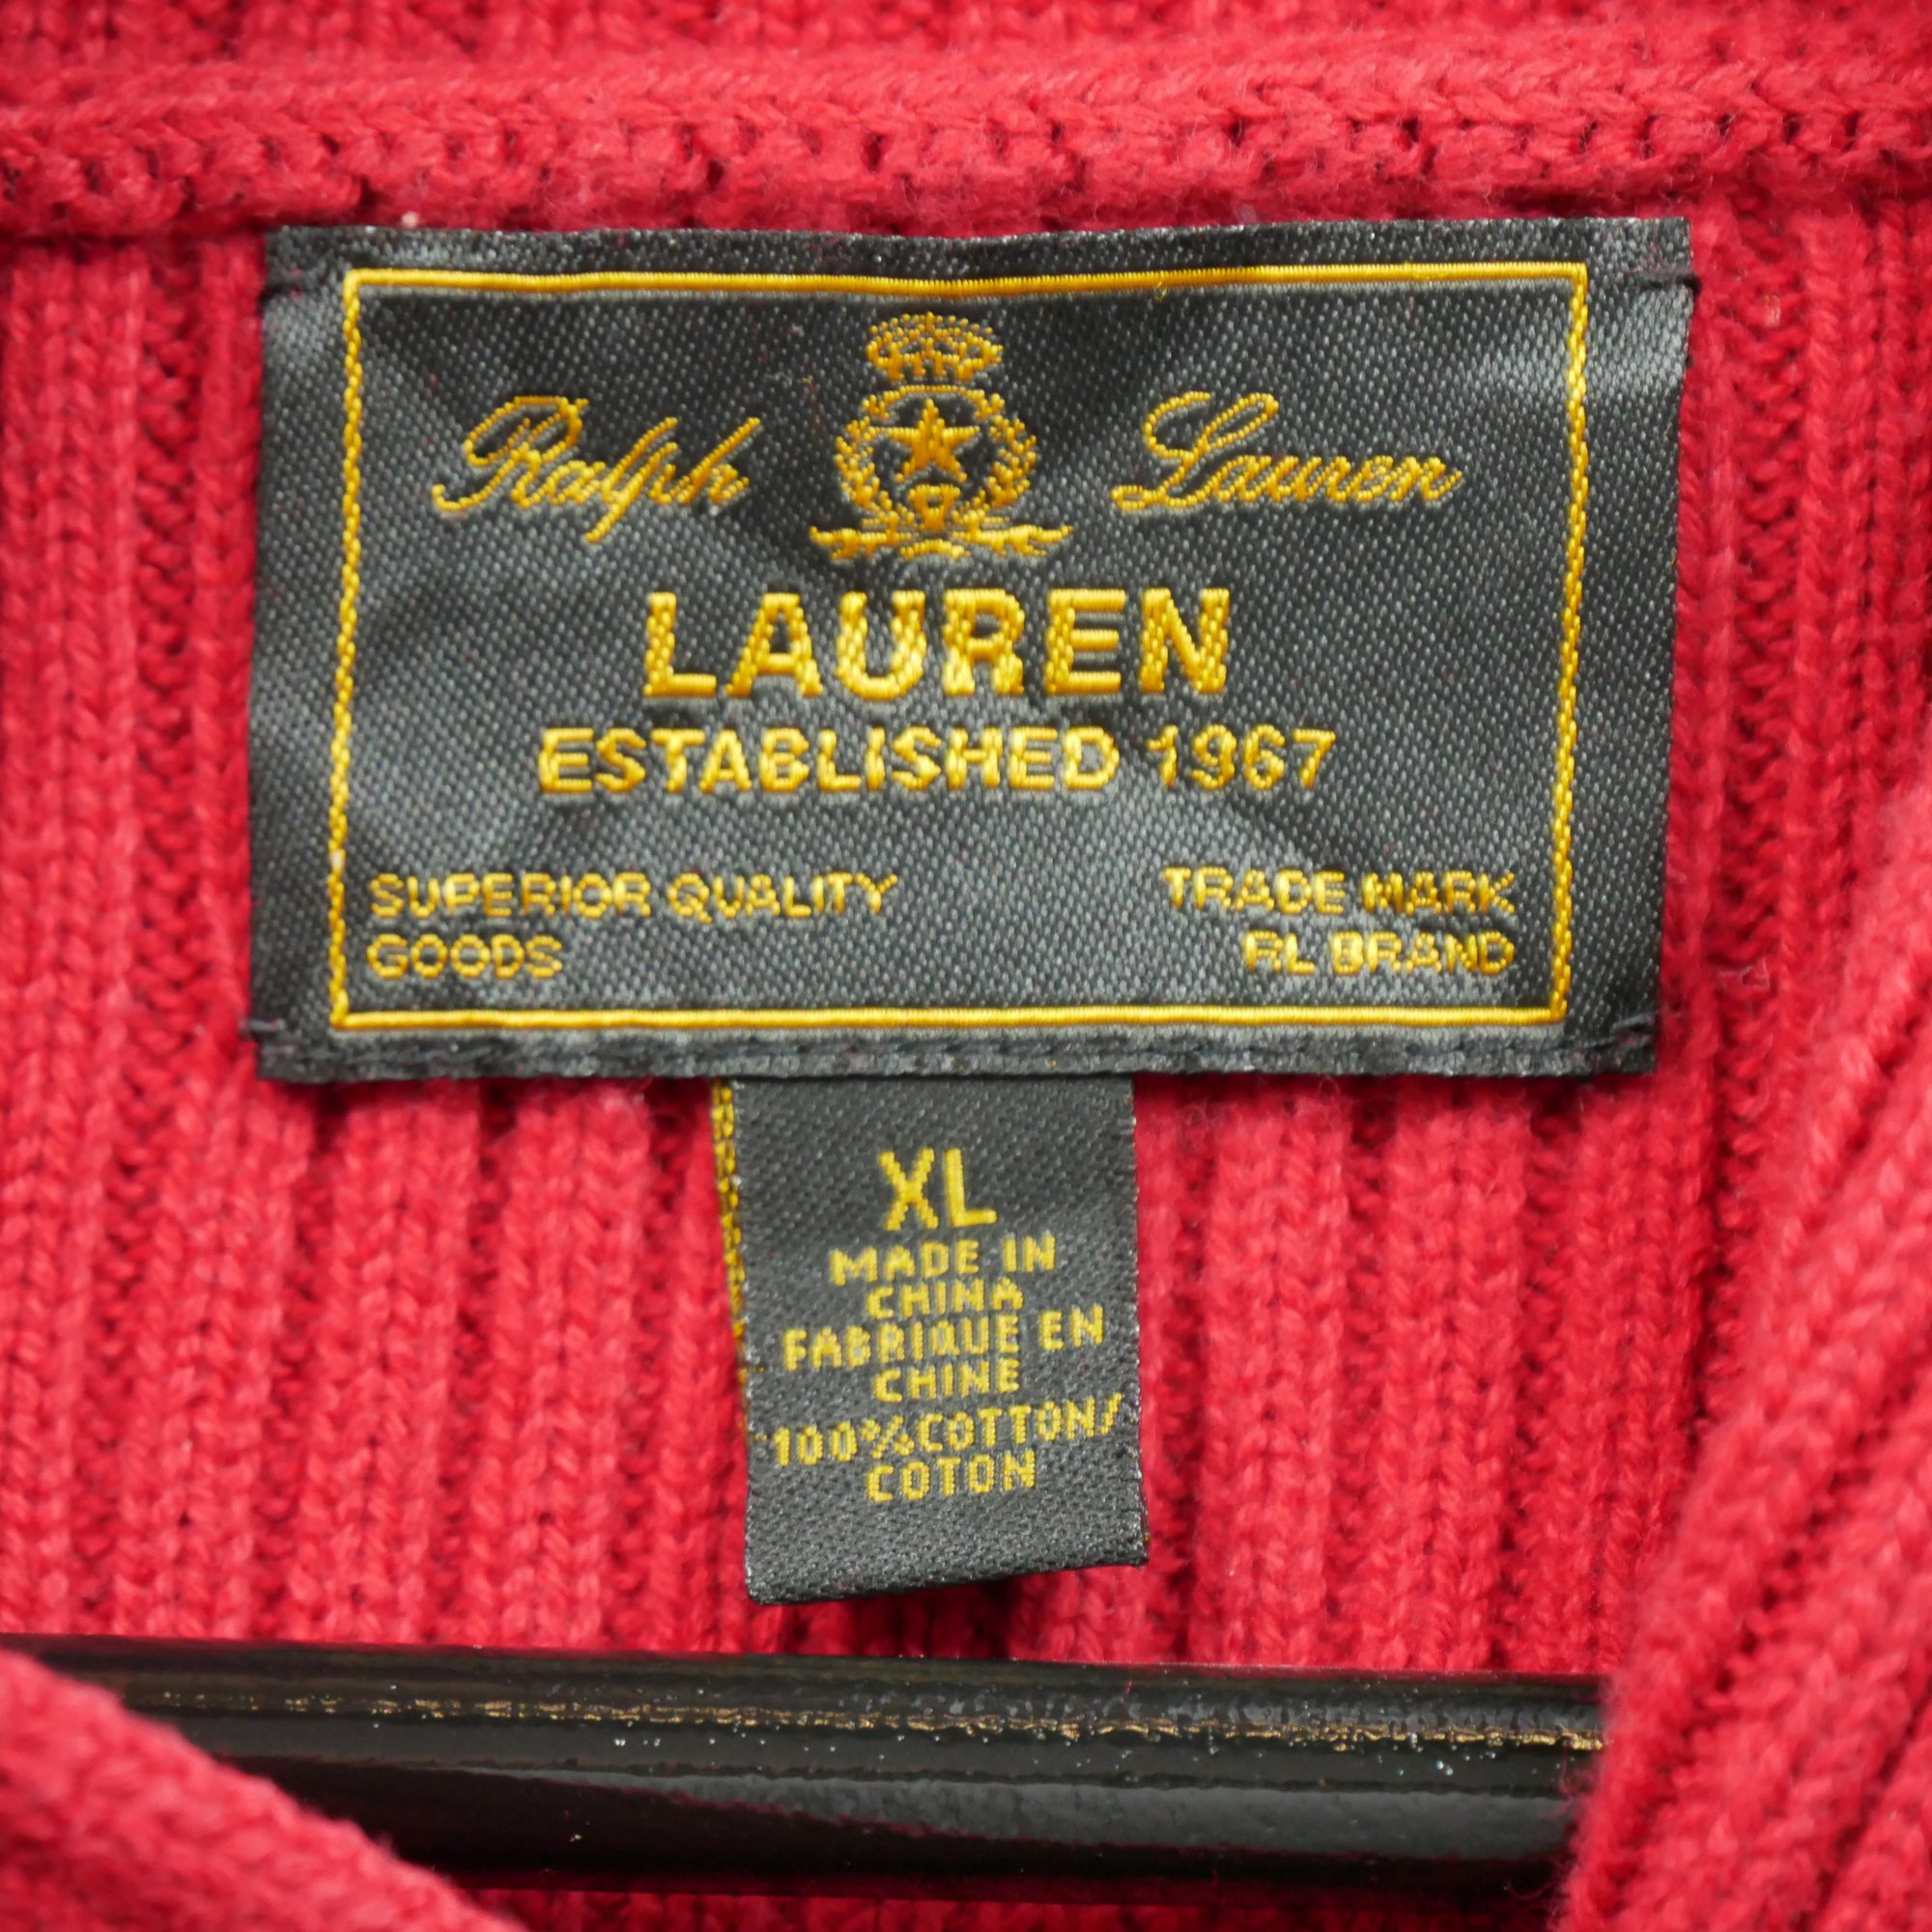 Ralph Lauren
LAUREN
ESTABLISHED 1967
SUPERIOR QUALITY TRADE MARK
GOODS RL BRAND
XL
MADE IN
CHINA
FABRIQUE EN
CHINE
100%COTTON/
COTON